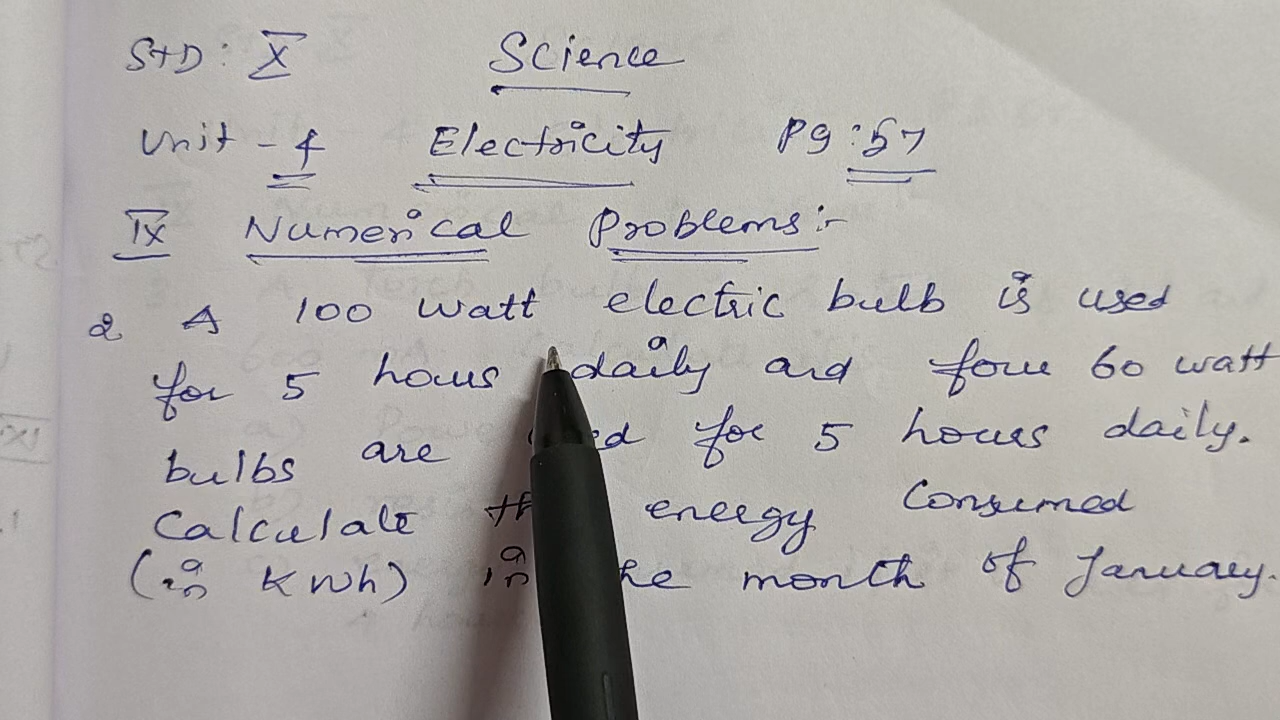 STD: X Science
Unit - 4 Electricity Pg: 57
IX Numerical Problems:-
2 A 100 watt electric bulb is used
for 5 hours daily and four 60 watt
bulbs are for 5 hours daily.
Calculate energy Consumed
(in kwh) in the month of January.